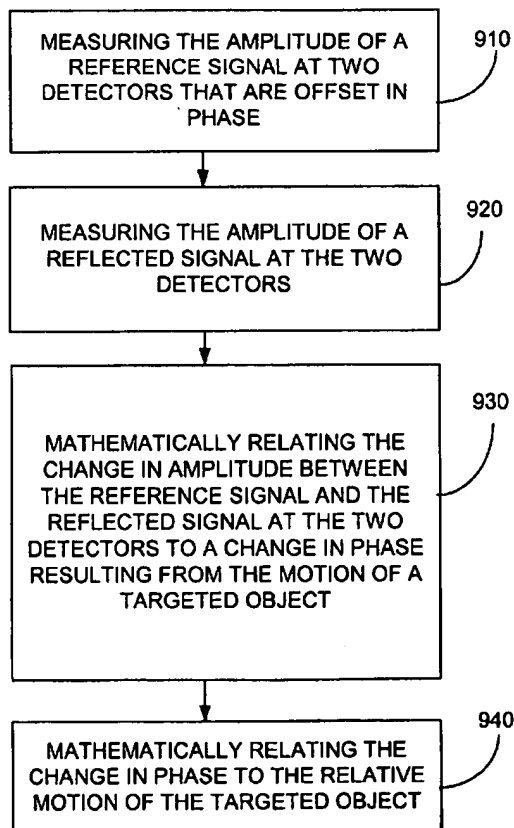 MEASURING THE AMPLITUDE OF A
REFERENCE SIGNAL AT TWO
DETECTORS THAT ARE OFFSET IN
PHASE
910
MEASURING THE AMPLITUDE OF A
REFLECTED SIGNAL AT THE TWO
DETECTORS
920
MATHEMATICALLY RELATING THE
CHANGE IN AMPLITUDE BETWEEN
THE REFERENCE SIGNAL AND THE
REFLECTED SIGNAL AT THE TWO
DETECTORS TO A CHANGE IN PHASE
RESULTING FROM THE MOTION OF A
TARGETED OBJECT
930
MATHEMATICALLY RELATING THE
CHANGE IN PHASE TO THE RELATIVE
MOTION OF THE TARGETED OBJECT
940